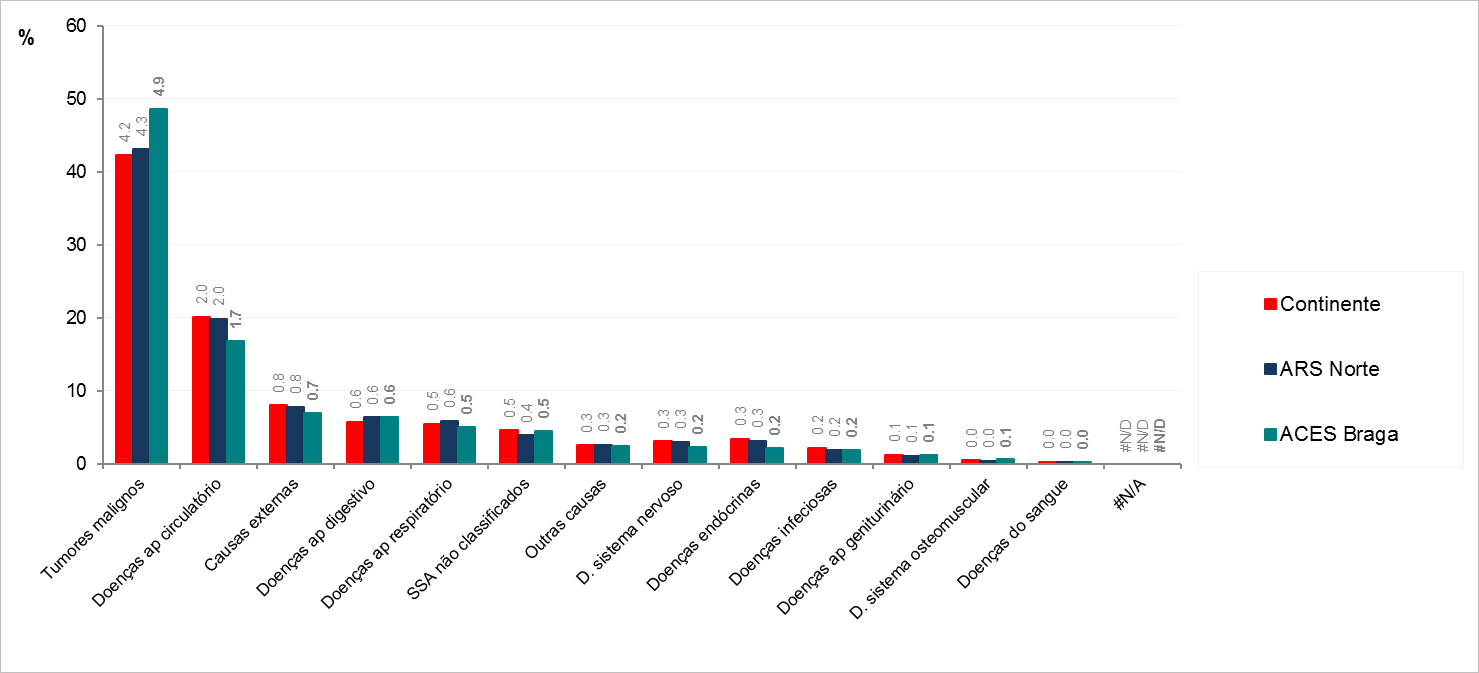 %
60
50
40
30
20
10
0
4.2
4.3
4.9
2.0
2.0
1.7
0.8
0.8
0.7
0.6
0.6
0.6
0.5
0.6
0.5
0.5
0.4
0.5
0.3
0.3
0.2
0.3
0.3
0.2
0.3
0.3
0.2
0.2
0.2
0.2
0.1
0.1
0.1
0.0
0.0
0.1
0.0
0.0
0.0
#N/D
#N/D
#N/D
Tumores malignos
Doenças ap circulatório
Causas externas
Doenças ap digestivo
Doenças ap respiratório
SSA não classificados
Outras causas
D. sistema nervoso
Doenças endócrinas
Doenças infeciosas
Doenças ap geniturinário
D. sistema osteomuscular
Doenças do sangue
#N/A
Continente
ARS Norte
ACES Braga